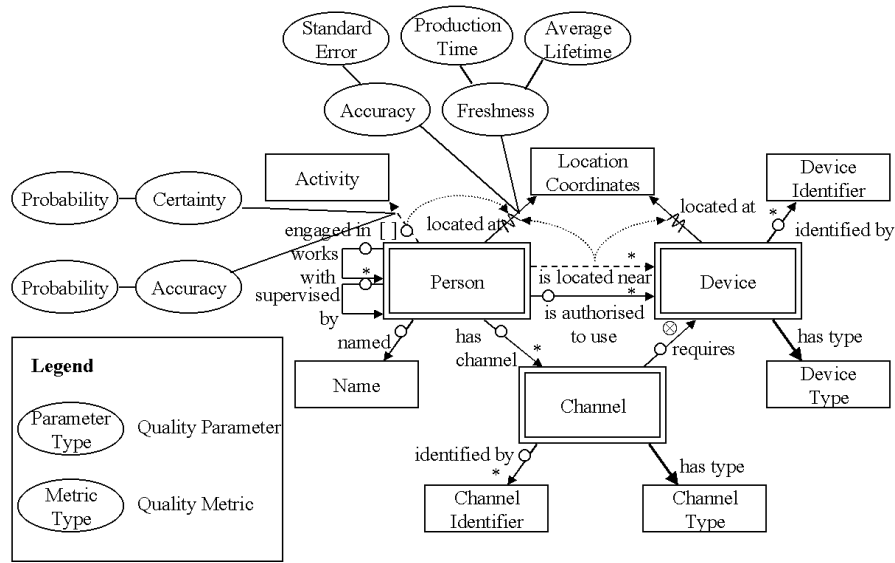 Standard
Error
Production
Time
Average
Lifetime
Accuracy
Freshness
Activity
Location
Coordinates
Device
Identifier
Probability
Certainty
located at
located at
engaged in [ ]
*
identified by
works
with
*
supervised
by
Person
*
is located near
*
is authorised
to use
Device
Probability
Accuracy
named
has
channel
*
⊗
requires
has type
Name
Channel
Device
Type
identified by
*
has type
Channel
Identifier
Channel
Type
Legend
Parameter
Type
Quality Parameter
Metric
Type
Quality Metric